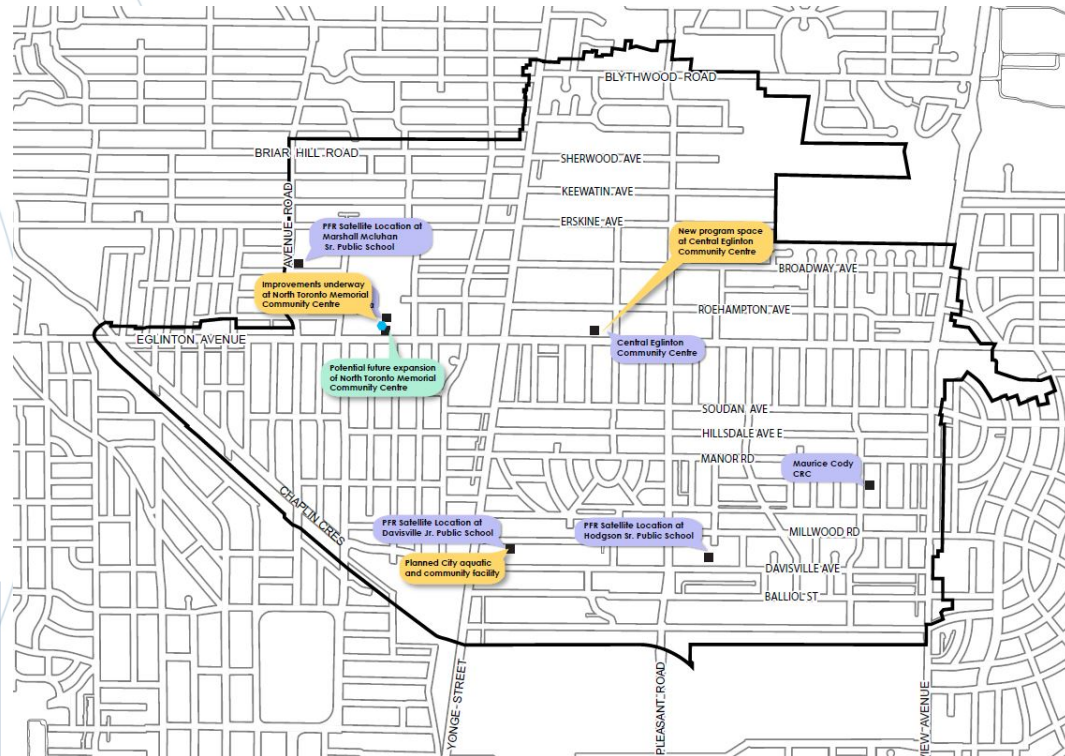 BLYTHWOOD ROAD
BRIAR HILL ROAD
SHERWOOD AVE
KEEWATIN AVE
ERSKINE AVE
AVENUE ROAD
PFR Satellite Location at
Marshall Mcluhan
Sr. Public School
New program space
at Central Eglinton
Community Centre
BROADWAY AVE
Improvements underway
at North Toronto Memorial
Community Centre
ROEHAMPTON AVE
EGLINTON AVENUE
Central Eglinton
Community Centre
Potential future expansion
of North Toronto Memorial
Community Centre
SOUDAN AVE
HILLSDALE AVE E
MANOR RD
Maurice Cody
CRC
CHAPLIN CRES
PFR Satellite Location at
Davisville Jr. Public School
PFR Satellite Location at
Hodgson Sr. Public School
MILLWOOD RD
Planned City aquatic
and community facility
DAVISVILLE AVE
BALLIOL ST
YONGE STREET
PLEASANT ROAD
VIEW AVENUE